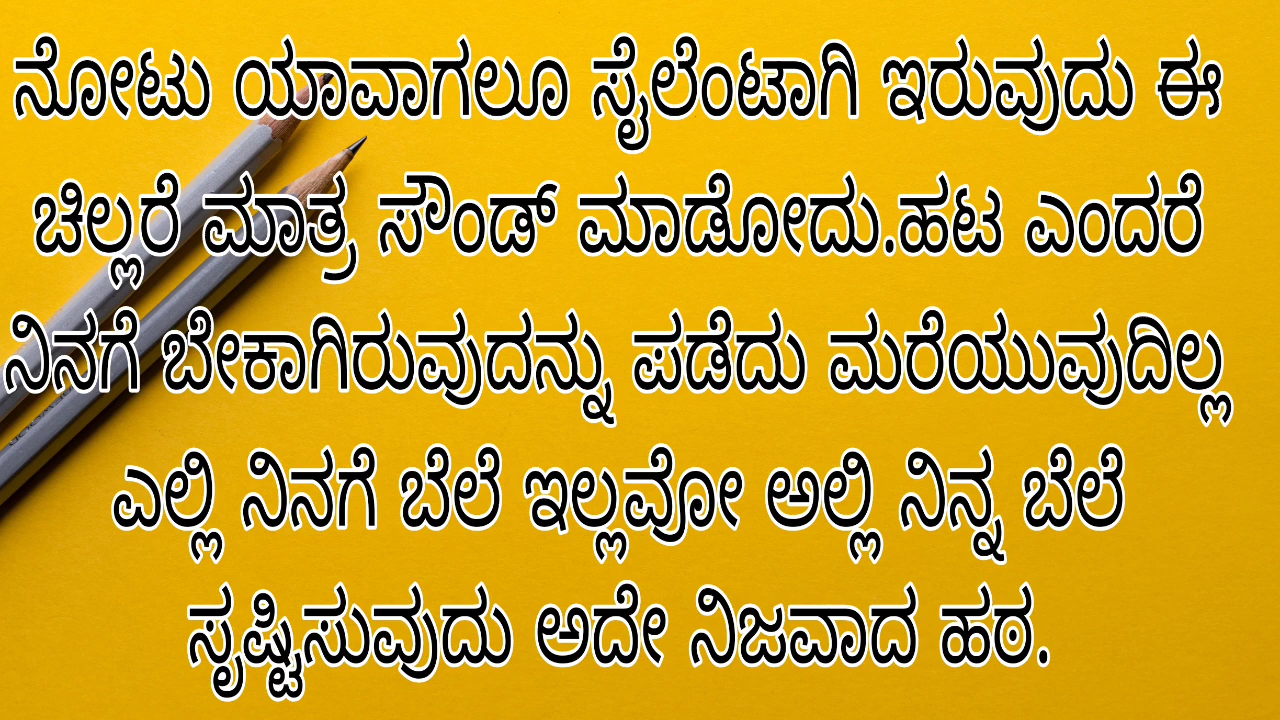 ನೋಟು ಯಾವಾಗಲೂ ಸೈಲೆಂಟಾಗಿ ಇರುವುದು ಈ
ಚಿಲ್ಲರೆ ಮಾತ್ರ ಸೌಂಡ್ ಮಾಡೋದು.ಹಟ ಎಂದರೆ
ನಿನಗೆ ಬೇಕಾಗಿರುವುದನ್ನು ಪಡೆದು ಮರೆಯುವುದಿಲ್ಲ
ಎಲ್ಲಿ ನಿನಗೆ ಬೆಲೆ ಇಲ್ಲವೋ ಅಲ್ಲಿ ನಿನ್ನ ಬೆಲೆ
ಸೃಷ್ಟಿಸುವುದು ಅದೇ ನಿಜವಾದ ಹಠ.